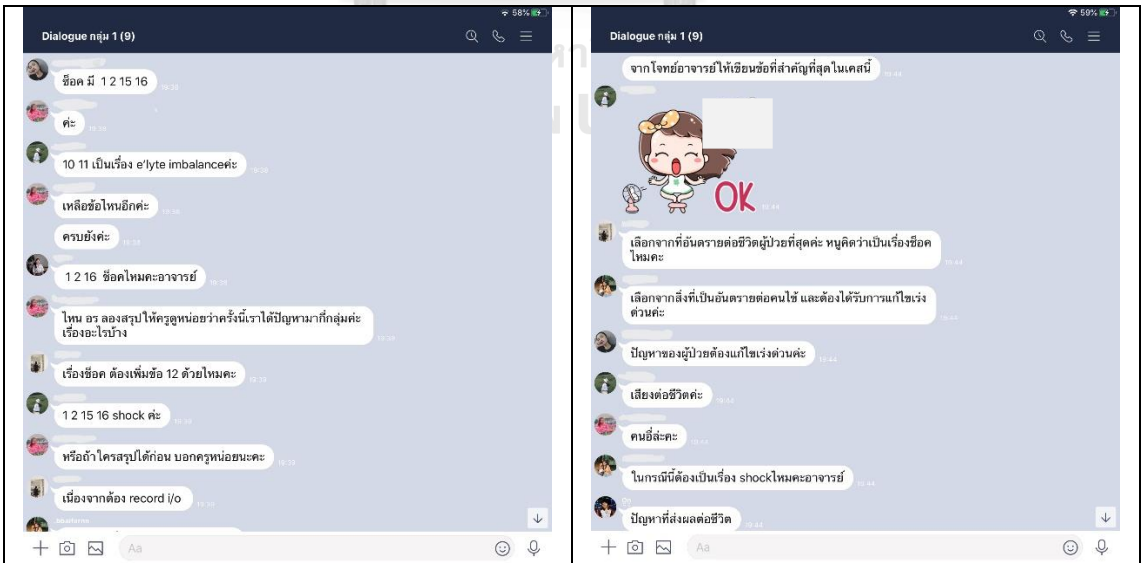 58%
Dialogue กลุ่ม 1 (9)
ช็อค มี 1 2 15 16
ค่ะ
10 11 เป็นเรื่อง e'lyte imbalanceค่ะ
เหลือข้อไหนอีกค่ะ
ครบยังค่ะ
1 2 16 ช็อคไหมคะอาจารย์
ไหน อร ลองสรุปให้ครูดูหน่อยว่าครั้งนี้เราได้ปัญหามากี่กลุ่มค่ะ
เรื่องอะไรบ้าง
เรื่องช็อค ต้องเพิ่มข้อ 12 ด้วยไหมคะ
1 2 15 16 shock ค่ะ
หรือถ้าใครสรุปได้ก่อน บอกครูหน่อยนะคะ
เนื่องจากต้อง record i/o
Aa
59%
Dialogue กลุ่ม 1 (9)
จากโจทย์อาจารย์ให้เขียนข้อที่สำคัญที่สุดในเคสนี้
19:44
OK
19:44
เลือกจากที่อันตรายต่อชีวิตผู้ป่วยที่สุดค่ะ หนูคิดว่าเป็นเรื่องช็อค
ไหมคะ
19:44
เลือกจากสิ่งที่เป็นอันตรายต่อคนไข้ และต้องได้รับการแก้ไขเร่ง
ด่วนค่ะ
19:44
ปัญหาของผู้ป่วยต้องแก้ไขเร่งด่วนค่ะ
19:44
เสี่ยงต่อชีวิตค่ะ
19:44
คนอื่นล่ะคะ
19:44
ในกรณีนี้ต้องเป็นเรื่อง shockไหมคะอาจารย์
19:44
ปัญหาที่ส่งผลต่อชีวิต
19:44
Aa